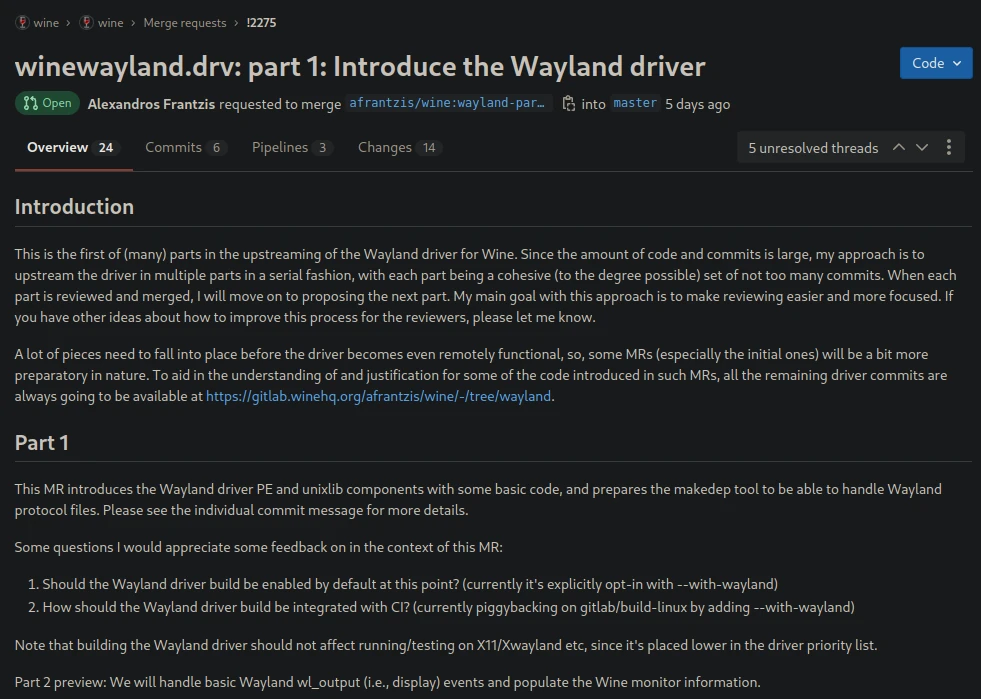 wine › wine › Merge requests › !2275
winewayland.drv: part 1: Introduce the Wayland driver
Code
Open Alexandros Frantzis requested to merge afrantzis/wine:wayland-par… into master 5 days ago
Overview 24 Commits 6 Pipelines 3 Changes 14 5 unresolved threads
Introduction
This is the first of (many) parts in the upstreaming of the Wayland driver for Wine. Since the amount of code and commits is large, my approach is to
upstream the driver in multiple parts in a serial fashion, with each part being a cohesive (to the degree possible) set of not too many commits. When each
part is reviewed and merged, I will move on to proposing the next part. My main goal with this approach is to make reviewing easier and more focused. If
you have other ideas about how to improve this process for the reviewers, please let me know.
A lot of pieces need to fall into place before the driver becomes even remotely functional, so, some MRs (especially the initial ones) will be a bit more
preparatory in nature. To aid in the understanding of and justification for some of the code introduced in such MRs, all the remaining driver commits are
always going to be available at https://gitlab.winehq.org/afrantzis/wine/-/tree/wayland.
Part 1
This MR introduces the Wayland driver PE and unixlib components with some basic code, and prepares the makedep tool to be able to handle Wayland
protocol files. Please see the individual commit message for more details.
Some questions I would appreciate some feedback on in the context of this MR:
1. Should the Wayland driver build be enabled by default at this point? (currently it's explicitly opt-in with --with-wayland)
2. How should the Wayland driver build be integrated with CI? (currently piggybacking on gitlab/build-linux by adding --with-wayland)
Note that building the Wayland driver should not affect running/testing on X11/Xwayland etc, since it's placed lower in the driver priority list.
Part 2 preview: We will handle basic Wayland wl_output (i.e., display) events and populate the Wine monitor information.